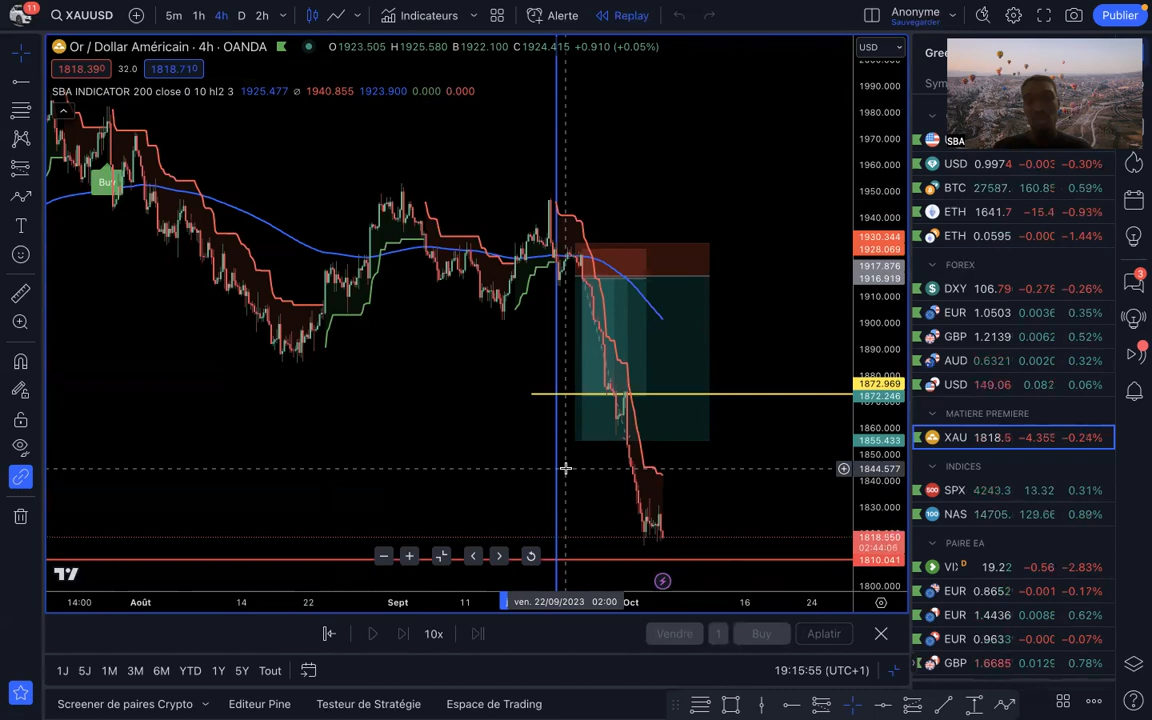 11
XAUUSD
5m 1h 4h D 2h
Indicateurs
Alerte
Replay
Anonyme
Sauvegarder
Publier
Or / Dollar Américain · 4h · OANDA
O1923.505 H1925.580 B1922.100 C1924.415 +0.910 (+0.05%)
1818.390 32.0 1818.710
SBA INDICATOR 200 close 0 10 hl2 3 1925.477 ⌀ 1940.855 1923.900 0.000 0.000
Buy
USD
1990.000
1980.000
1970.000
1960.000
1950.000
1940.000
1930.344
1928.069
1917.876
1916.919
1910.000
1900.000
1890.000
1880.000
1872.969
1872.246
1860.000
1855.433
1850.000
1844.577
1840.000
1830.000
1818.550
02:44:06
1810.041
1800.000
14:00 Août 14 22 Sept 11 ven. 22/09/2023 02:00 Oct 16 24
10x
Vendre 1 Buy Aplatir
1J 5J 1M 3M 6M YTD 1Y 5Y Tout
19:15:55 (UTC+1)
Screener de paires Crypto Editeur Pine Testeur de Stratégie Espace de Trading
Gree
Sym
SBA
USD 0.9974 −0.003 −0.30%
BTC 27587. 160.85 0.59%
ETH 1641.7 −15.4 −0.93%
ETH 0.0595 −0.000 −1.44%
FOREX
DXY 106.79 −0.278 −0.26%
EUR 1.0503 0.0036 0.35%
GBP 1.2139 0.0062 0.52%
AUD 0.6321 0.0020 0.32%
USD 149.06 0.082 0.06%
MATIERE PREMIERE
XAU 1818.5 −4.355 −0.24%
INDICES
SPX 4243.3 13.32 0.31%
NAS 14705. 129.66 0.89%
PAIRE EA
VIX D 19.22 −0.56 −2.83%
EUR 0.8652 −0.001 −0.17%
EUR 1.4436 0.0088 0.62%
EUR 0.9633 −0.000 −0.07%
GBP 1.6685 0.0129 0.78%
3